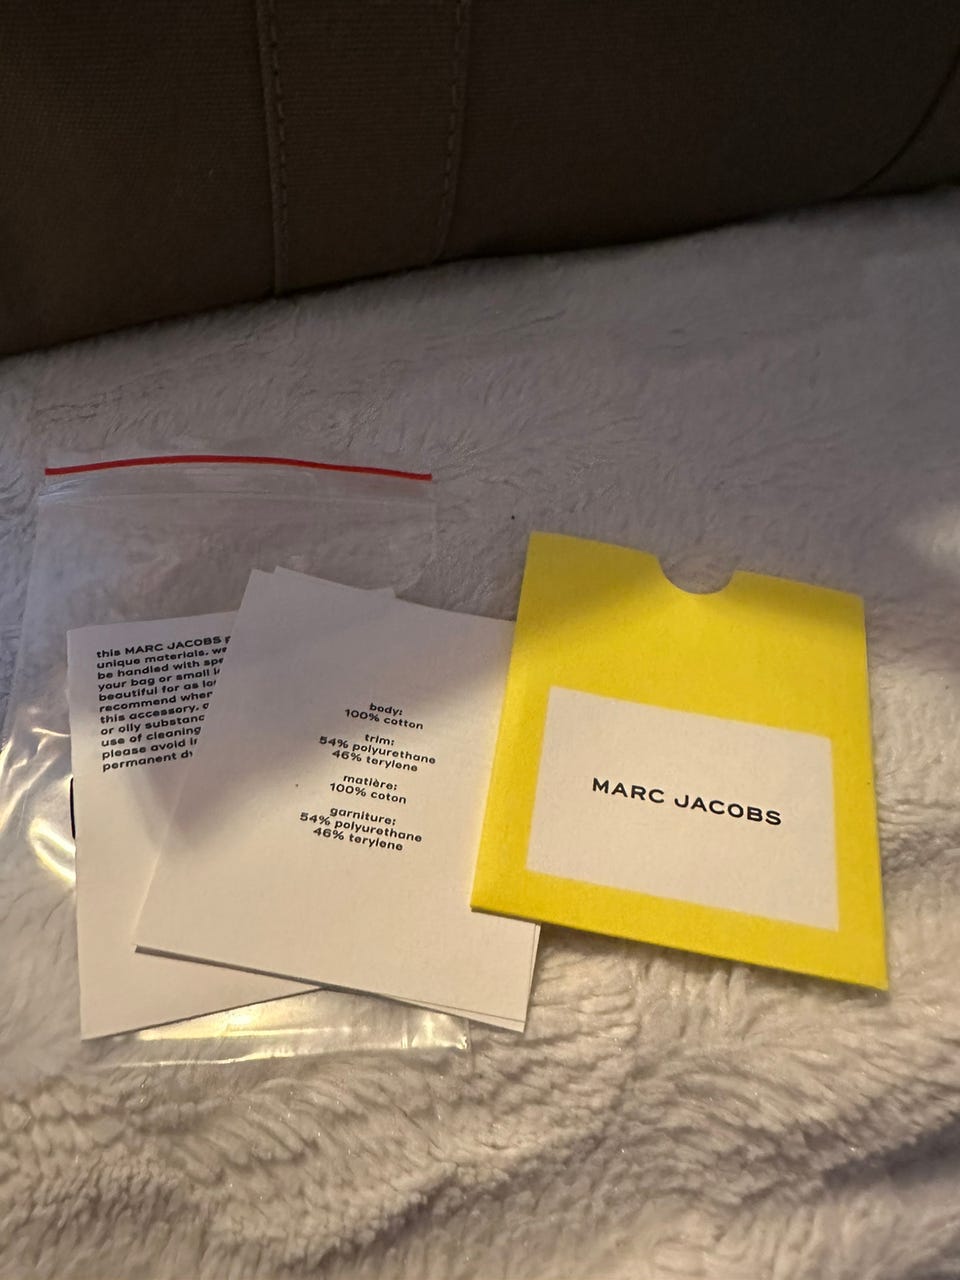 this MARC JACOBS
unique materials.
be handled with
your bag or small
beautiful for as
recommend
this accessory.
or oily
use of cleaning
please avoid
permanent
body:
100% cotton
trim:
54% polyurethane
46% terylene
matière:
100% coton
garniture:
54% polyurethane
46% terylene
MARC JACOBS